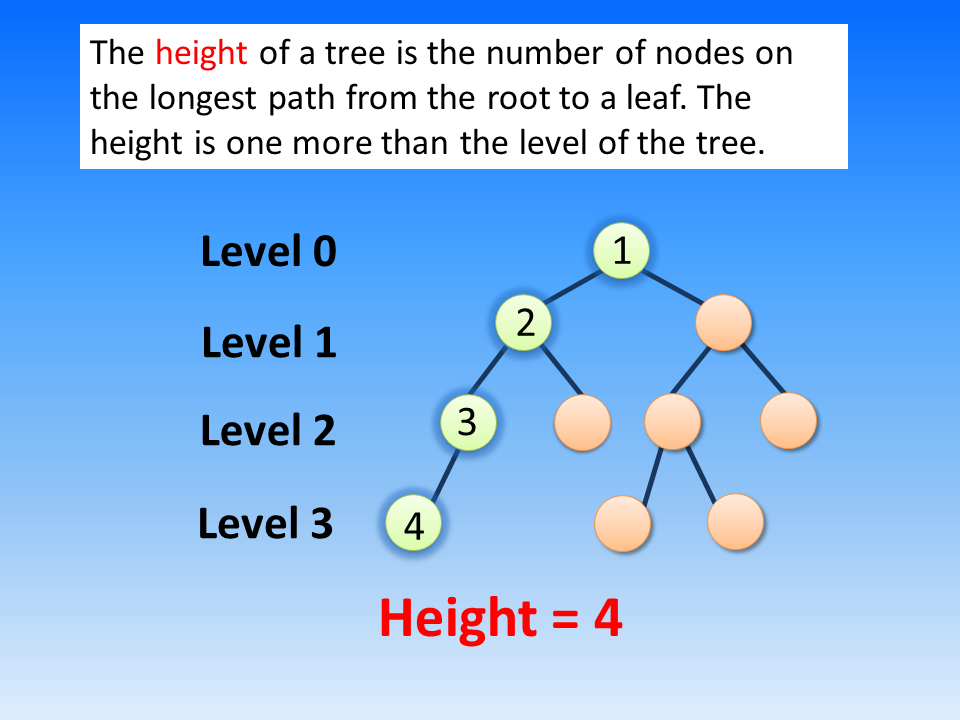 The height of a tree is the number of nodes on
the longest path from the root to a leaf. The
height is one more than the level of the tree.
Level 0
1
Level 1
2
Level 2
3
Level 3
4
Height = 4